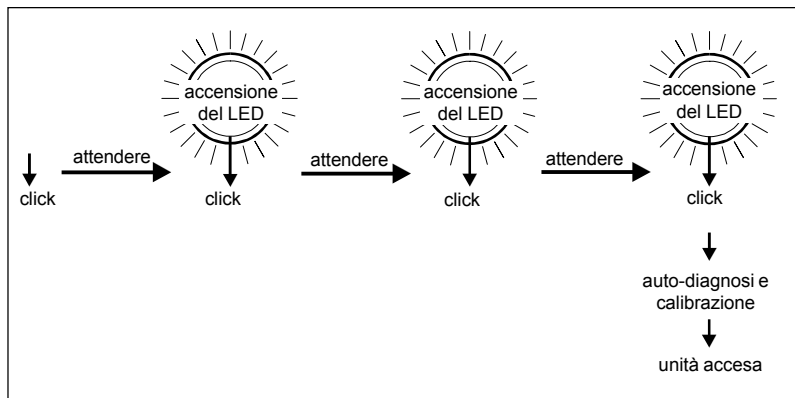 click
attendere
accensione
del LED
click
attendere
accensione
del LED
click
attendere
accensione
del LED
click
auto-diagnosi e
calibrazione
unità accesa